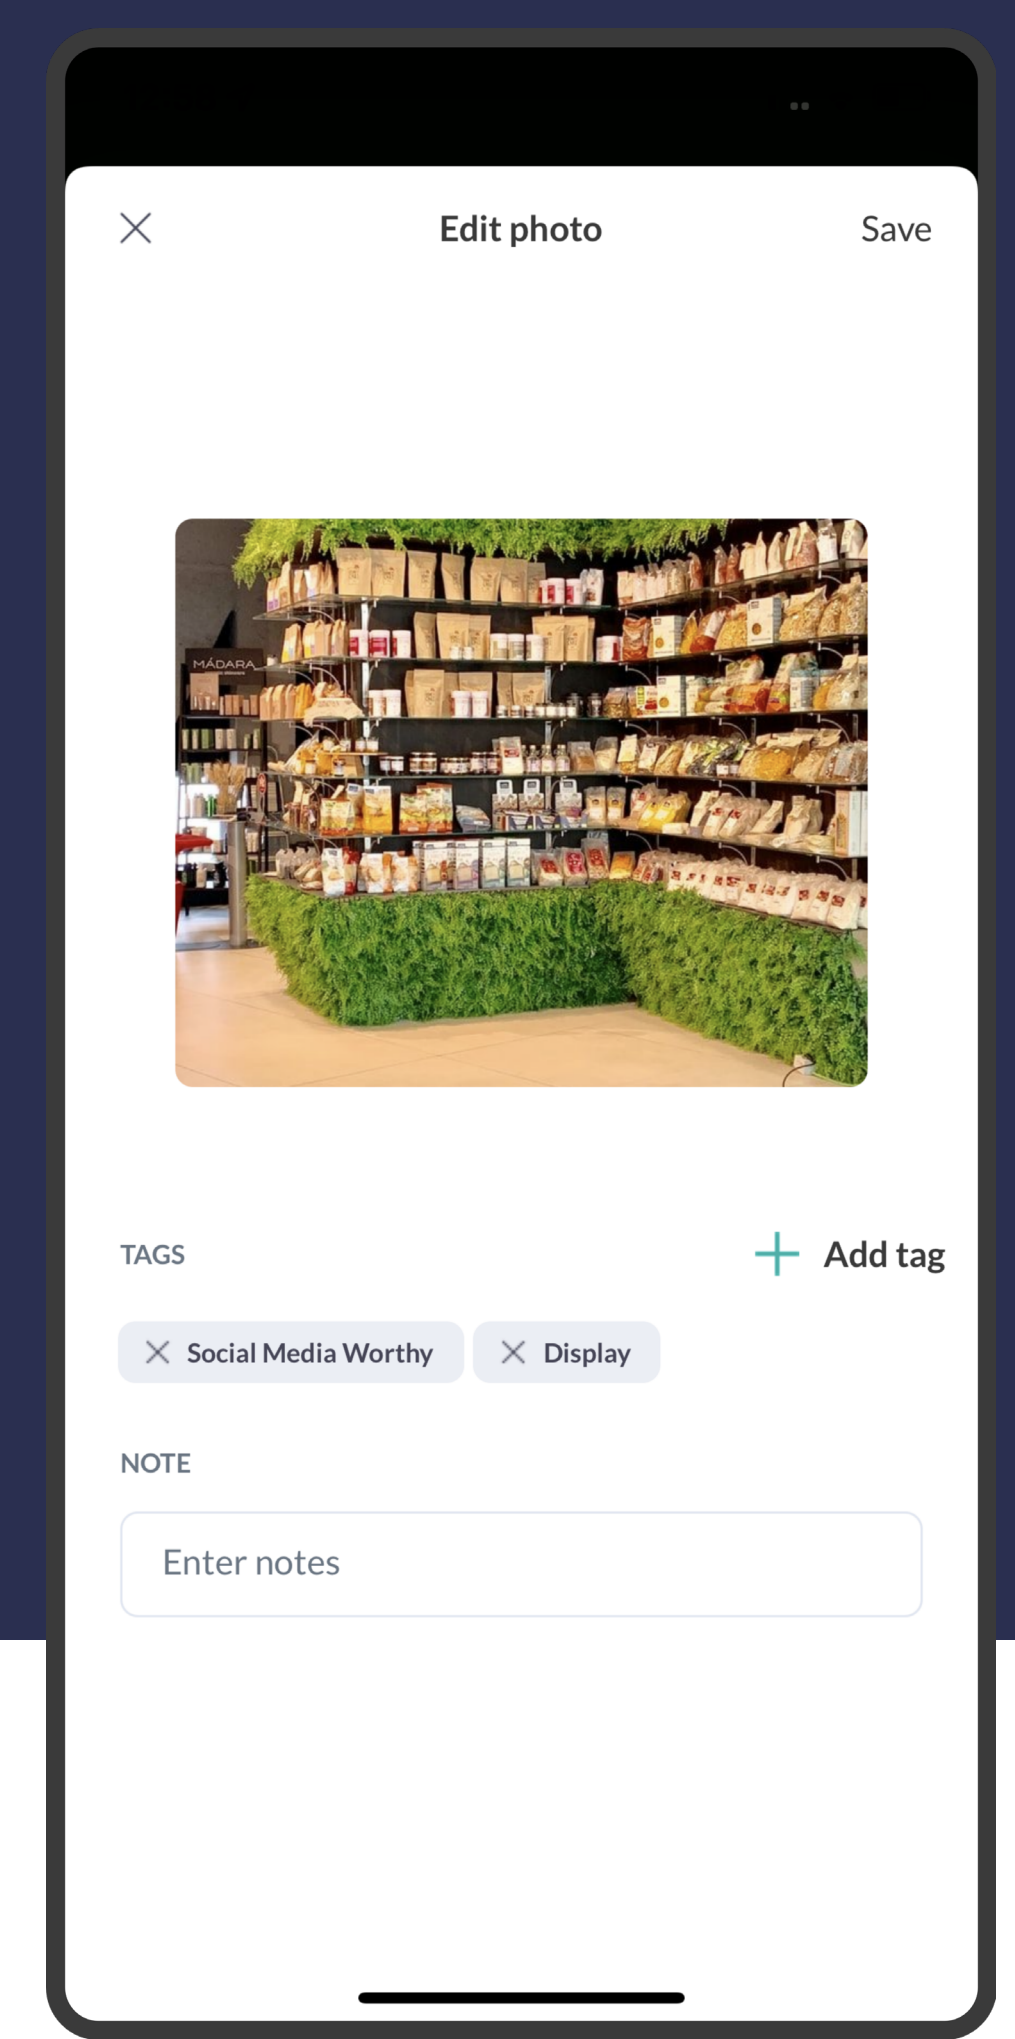 Edit photo
Save
MÁDARA
TAGS
Add tag
Social Media Worthy
Display
NOTE
Enter notes